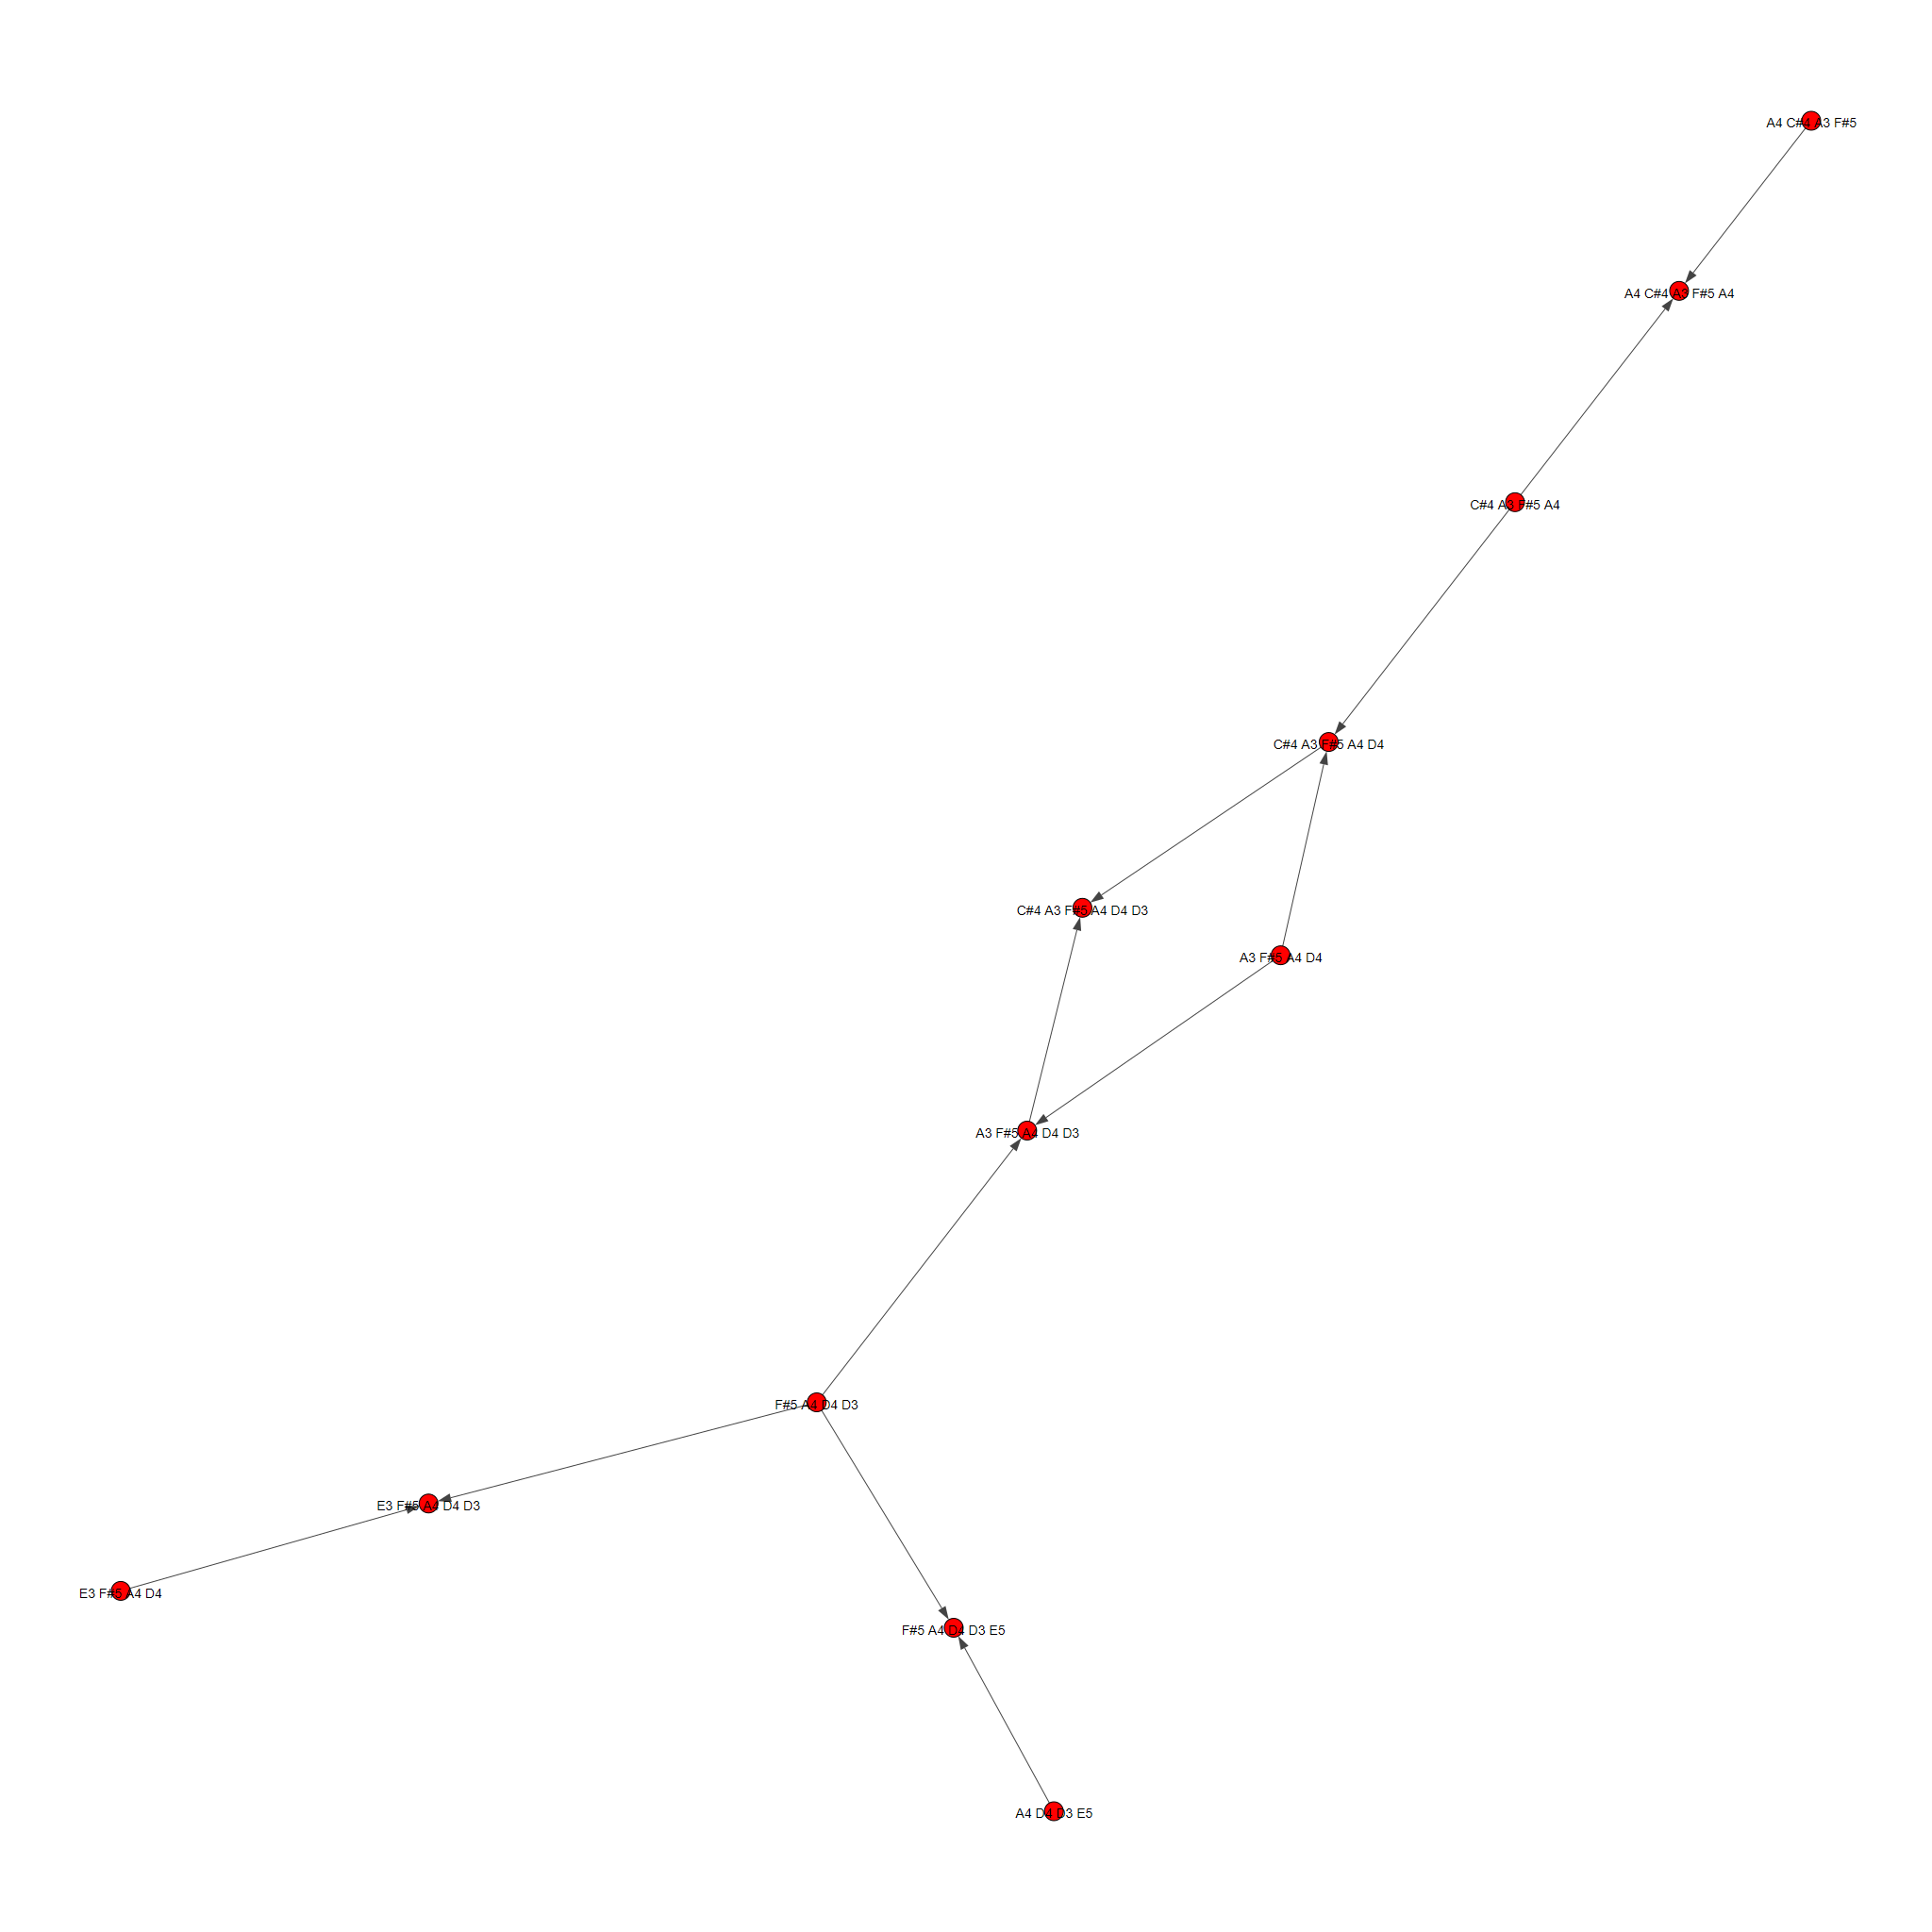 A4 C#4 A3 F#5
A4 C#4 A3 F#5 A4
C#4 A3 F#5 A4
C#4 A3 F#5 A4 D4
C#4 A3 F#5 A4 D4 D3
A3 F#5 A4 D4
A3 F#5 A4 D4 D3
F#5 A4 D4 D3
E3 F#5 A4 D4 D3
E3 F#5 A4 D4
F#5 A4 D4 D3 E5
A4 D4 D3 E5